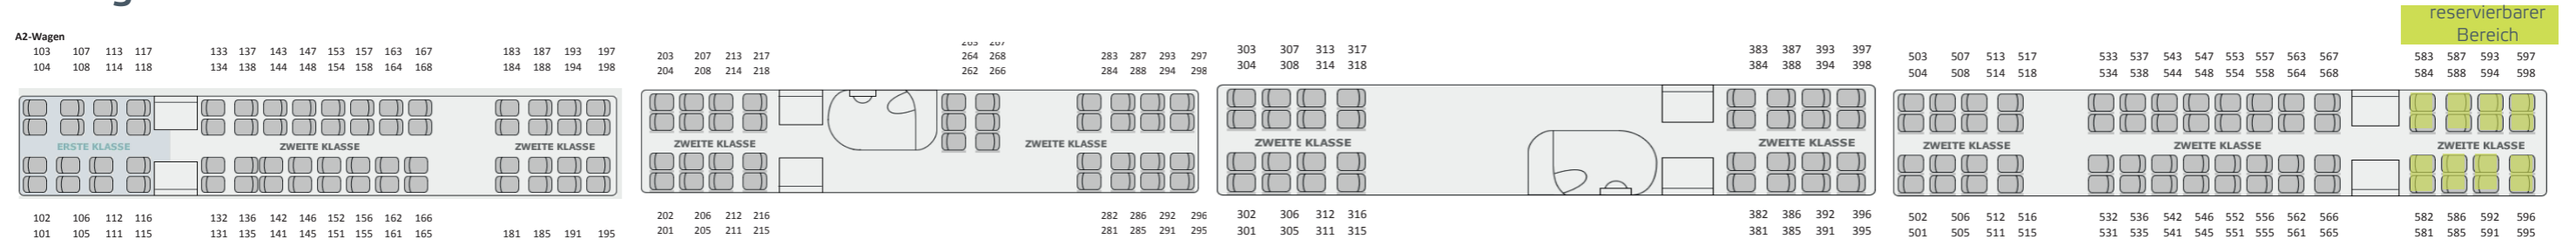 reservierbarer
Bereich
A2-Wagen
103 107 113 117 133 137 143 147 153 157 163 167 183 187 193 197
104 108 114 118 134 138 144 148 154 158 164 168 184 188 194 198
ERSTE KLASSE ZWEITE KLASSE ZWEITE KLASSE
102 106 112 116 132 136 142 146 152 156 162 166
101 105 111 115 131 135 141 145 151 155 161 165 181 185 191 195
203 207 213 217 263 267 283 287 293 297
204 208 214 218 264 268 284 288 294 298
262 266
ZWEITE KLASSE ZWEITE KLASSE
202 206 212 216 282 286 292 296
201 205 211 215 281 285 291 295
303 307 313 317 383 387 393 397
304 308 314 318 384 388 394 398
ZWEITE KLASSE ZWEITE KLASSE
302 306 312 316 382 386 392 396
301 305 311 315 381 385 391 395
503 507 513 517 533 537 543 547 553 557 563 567 583 587 593 597
504 508 514 518 534 538 544 548 554 558 564 568 584 588 594 598
ZWEITE KLASSE ZWEITE KLASSE ZWEITE KLASSE
502 506 512 516 532 536 542 546 552 556 562 566 582 586 592 596
501 505 511 515 531 535 541 545 551 555 561 565 581 585 591 595